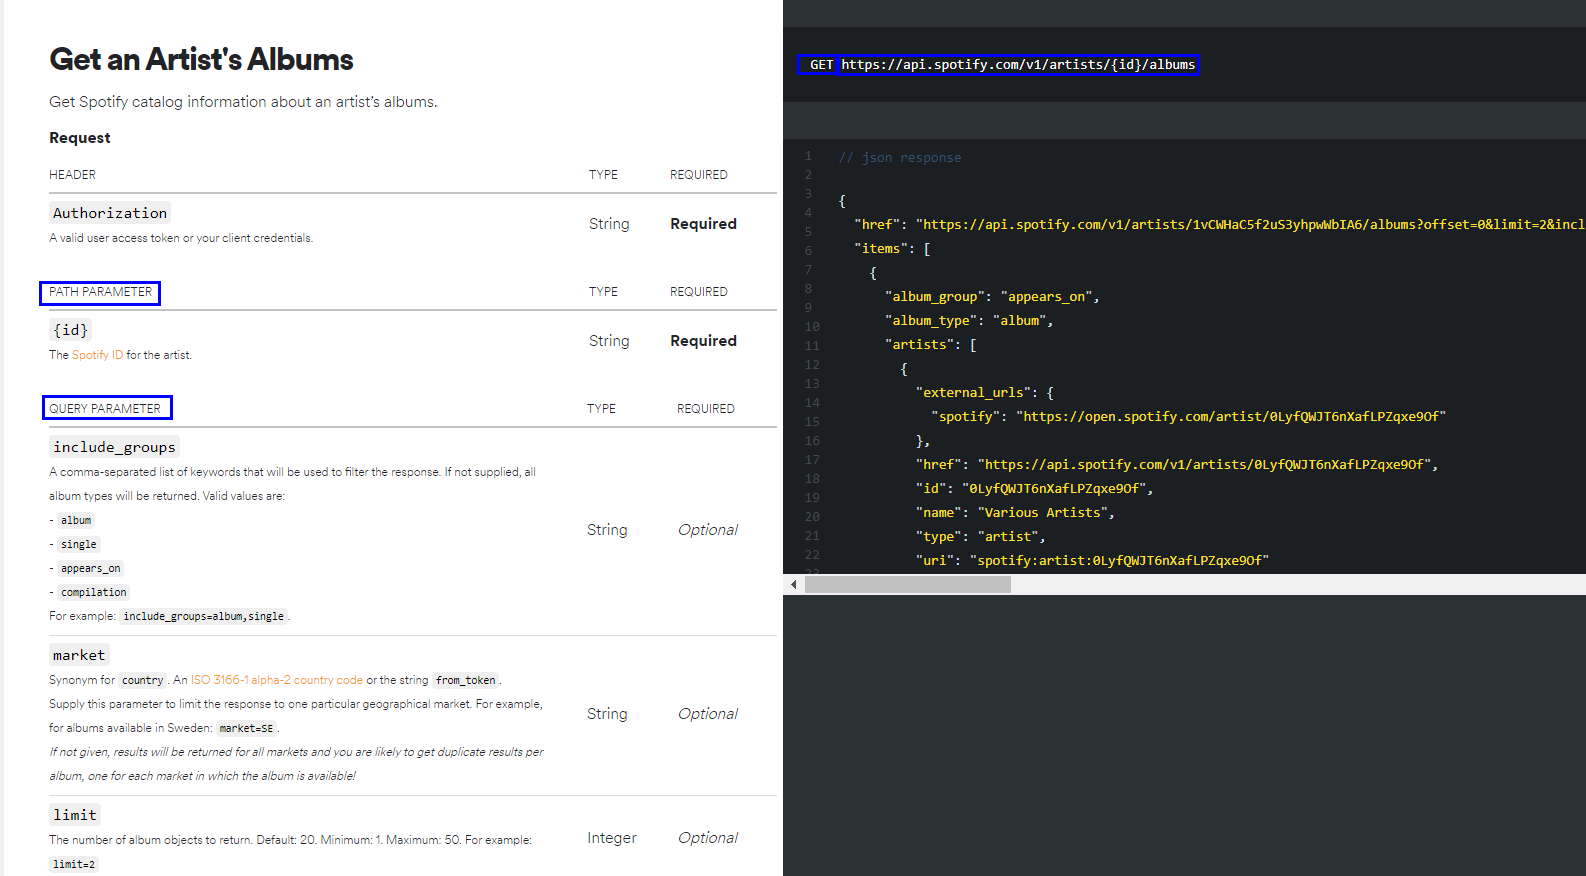 Get an Artist's Albums
Get Spotify catalog information about an artist's albums.
Request
HEADER TYPE REQUIRED
Authorization
A valid user access token or your client credentials.
String Required
PATH PARAMETER TYPE REQUIRED
{id}
The Spotify ID for the artist.
String Required
QUERY PARAMETER TYPE REQUIRED
include_groups
A comma-separated list of keywords that will be used to filter the response. If not supplied, all
album types will be returned. Valid values are:
- album
- single
- appears_on
- compilation
For example: include_groups=album,single.
String Optional
market
Synonym for country. An ISO 3166-1 alpha-2 country code or the string from_token.
Supply this parameter to limit the response to one particular geographical market. For example,
for albums available in Sweden: market=SE.
If not given, results will be returned for all markets and you are likely to get duplicate results per
album, one for each market in which the album is available!
String Optional
limit
The number of album objects to return. Default: 20. Minimum: 1. Maximum: 50. For example:
limit=2
Integer Optional
GET https://api.spotify.com/v1/artists/{id}/albums
1
2
3
4
5
6
7
8
9
10
11
12
13
14
15
16
17
18
19
20
21
22
23
// json response
{
"href": "https://api.spotify.com/v1/artists/1vCWHaC5f2uS3yhpwWbIA6/albums?offset=0&limit=2&incl
"items": [
{
"album_group": "appears_on",
"album_type": "album",
"artists": [
{
"external_urls": {
"spotify": "https://open.spotify.com/artist/0LyfQWJT6nXafLPZqxe9Of"
},
"href": "https://api.spotify.com/v1/artists/0LyfQWJT6nXafLPZqxe9Of",
"id": "0LyfQWJT6nXafLPZqxe9Of",
"name": "Various Artists",
"type": "artist",
"uri": "spotify:artist:0LyfQWJT6nXafLPZqxe9Of"